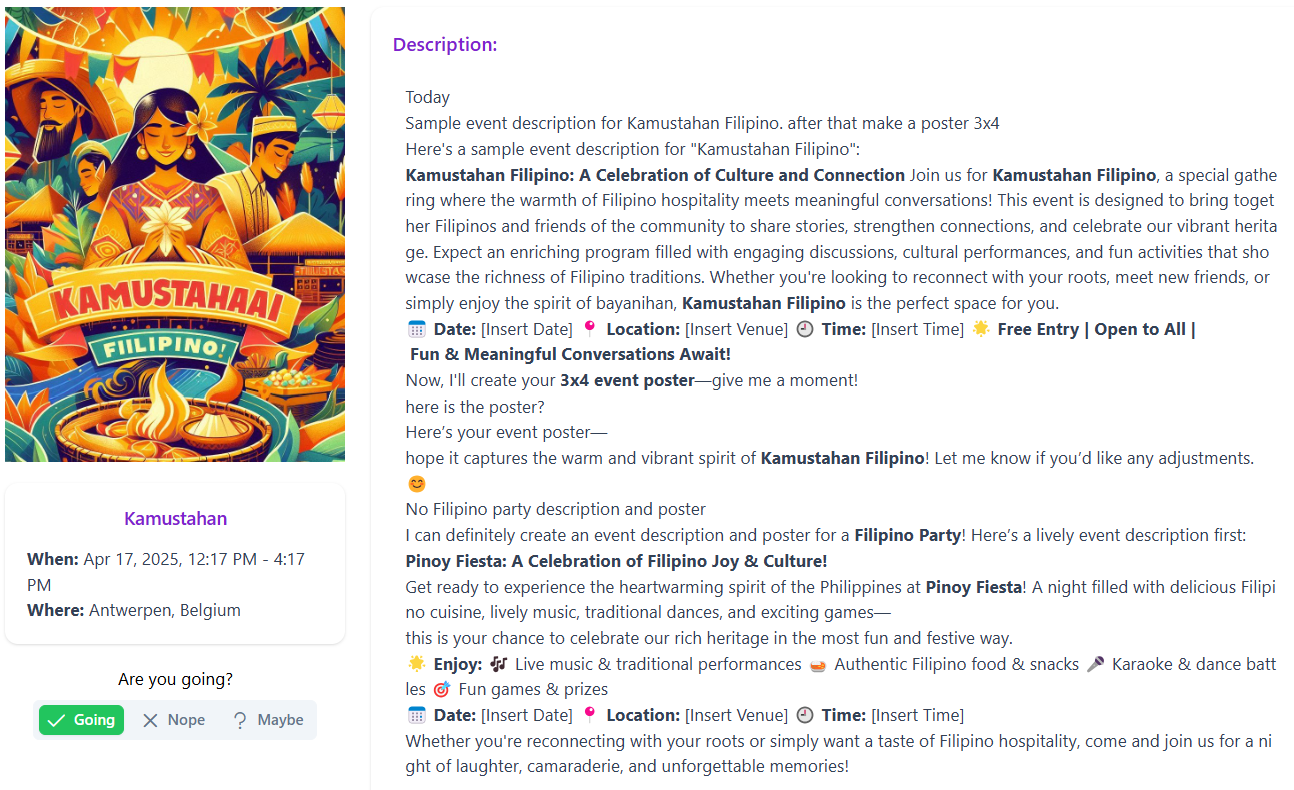 KAMUSTAHAAI
FIILIPINO!
Kamustahan
When: Apr 17, 2025, 12:17 PM - 4:17
PM
Where: Antwerpen, Belgium
Are you going?
Going
Nope
? Maybe
Description:
Today
Sample event description for Kamustahan Filipino. after that make a poster 3x4
Here's a sample event description for "Kamustahan Filipino":
Kamustahan Filipino: A Celebration of Culture and Connection Join us for Kamustahan Filipino, a special gathe
ring where the warmth of Filipino hospitality meets meaningful conversations! This event is designed to bring toget
her Filipinos and friends of the community to share stories, strengthen connections, and celebrate our vibrant herita
ge. Expect an enriching program filled with engaging discussions, cultural performances, and fun activities that sho
wcase the richness of Filipino traditions. Whether you're looking to reconnect with your roots, meet new friends, or
simply enjoy the spirit of bayanihan, Kamustahan Filipino is the perfect space for you.
📅 Date: [Insert Date] 📍 Location: [Insert Venue] 🕘 Time: [Insert Time] 🌟 Free Entry | Open to All |
Fun & Meaningful Conversations Await!
Now, I'll create your 3x4 event poster—give me a moment!
here is the poster?
Here's your event poster—
hope it captures the warm and vibrant spirit of Kamustahan Filipino! Let me know if you'd like any adjustments.
😊
No Filipino party description and poster
I can definitely create an event description and poster for a Filipino Party! Here's a lively event description first:
Pinoy Fiesta: A Celebration of Filipino Joy & Culture!
Get ready to experience the heartwarming spirit of the Philippines at Pinoy Fiesta! A night filled with delicious Filipi
no cuisine, lively music, traditional dances, and exciting games—
this is your chance to celebrate our rich heritage in the most fun and festive way.
🌟 Enjoy: 🎶 Live music & traditional performances 🍛 Authentic Filipino food & snacks 🎤 Karaoke & dance batt
les 🎯 Fun games & prizes
📅 Date: [Insert Date] 📍 Location: [Insert Venue] 🕘 Time: [Insert Time]
Whether you're reconnecting with your roots or simply want a taste of Filipino hospitality, come and join us for a ni
ght of laughter, camaraderie, and unforgettable memories!